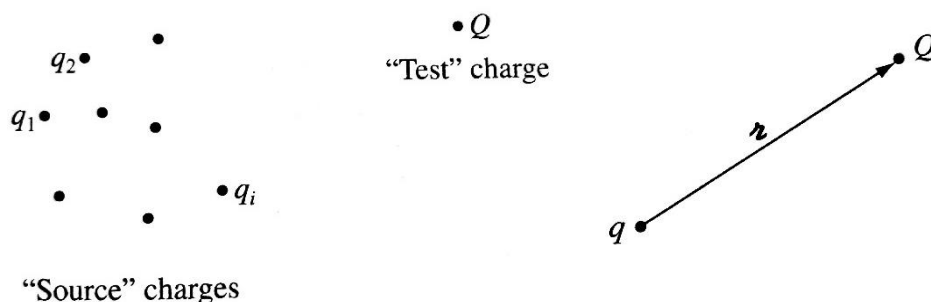 Q
q₂
“Test” charge
Q
q₁
𝓇
qᵢ
q
“Source” charges